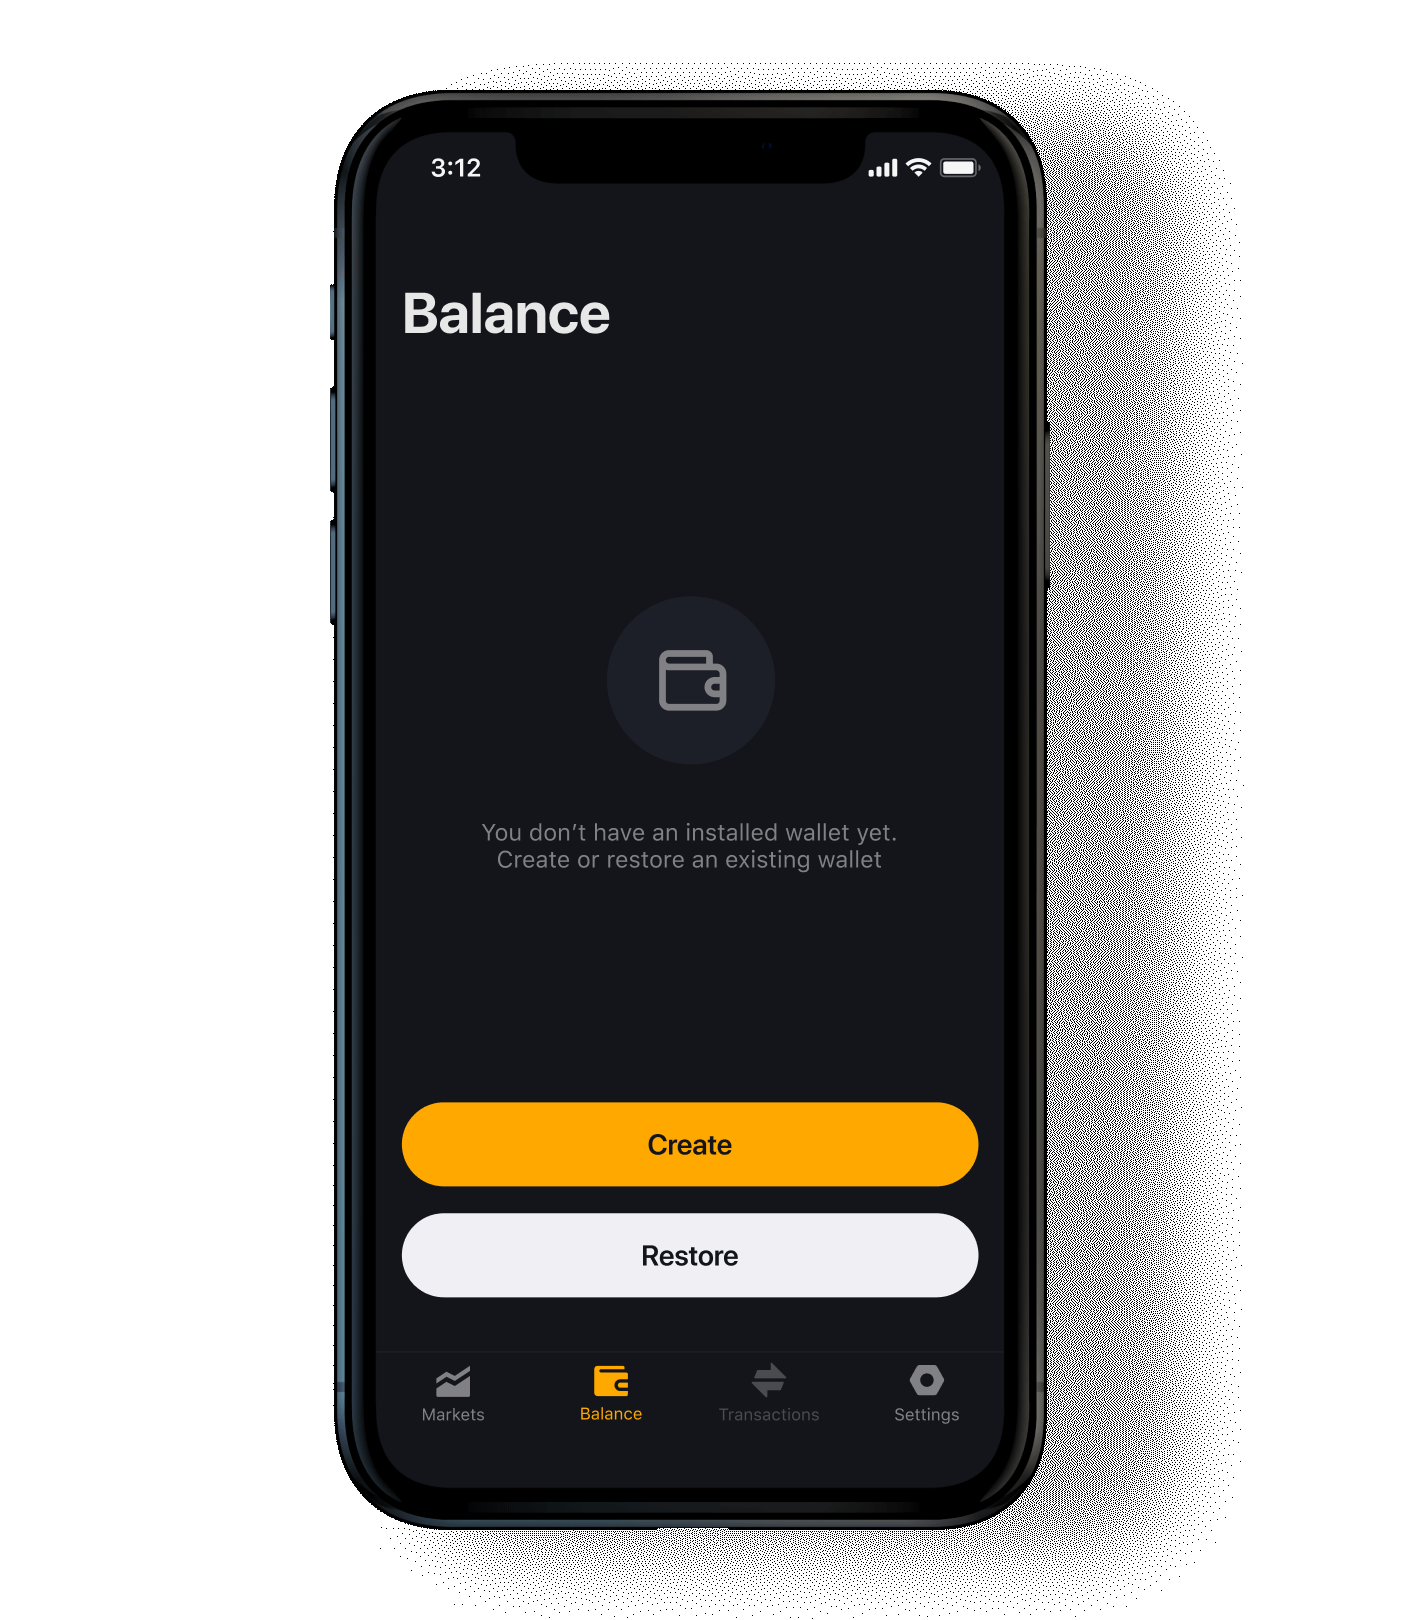 3:12
Balance
You don’t have an installed wallet yet.
Create or restore an existing wallet
Create
Restore
Markets
Balance
Transactions
Settings